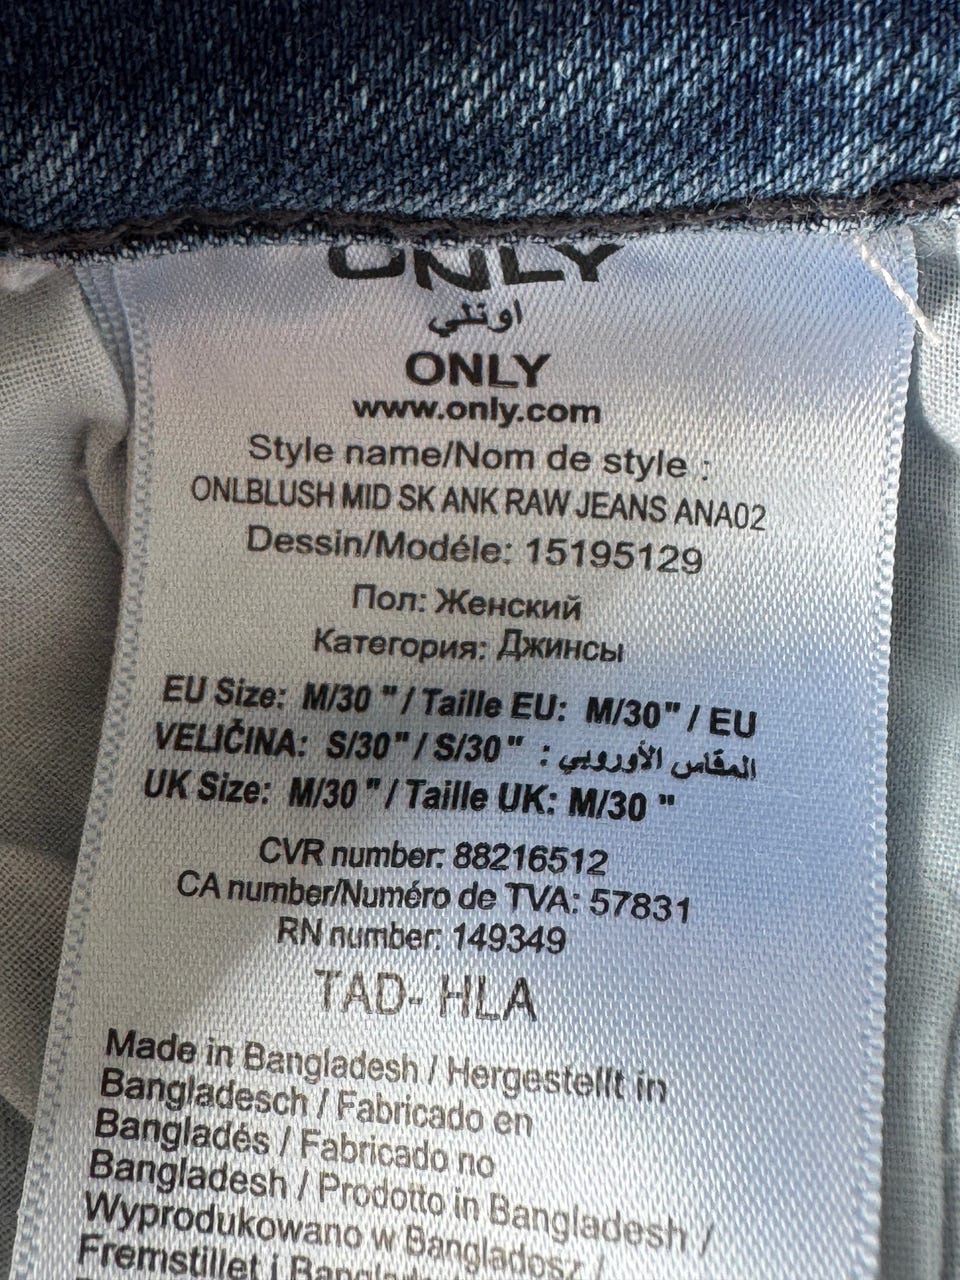 ONLY
اونلي
ONLY
www.only.com
Style name/Nom de style :
ONLBLUSH MID SK ANK RAW JEANS ANA02
Dessin/Modéle: 15195129
Пол: Женский
Категория: Джинсы
EU Size: M/30 " / Taille EU: M/30" / EU
VELIČINA: S/30" / S/30" : المقاس الأوروبي
UK Size: M/30 " / Taille UK: M/30 "
CVR number: 88216512
CA number/Numéro de TVA: 57831
RN number: 149349
TAD- HLA
Made in Bangladesh / Hergestellt in
Bangladesch / Fabricado en
Bangladés / Fabricado no
Bangladesh / Prodotto in Bangladesh /
Wyprodukowano w Bangladesz /
Fremstillet i